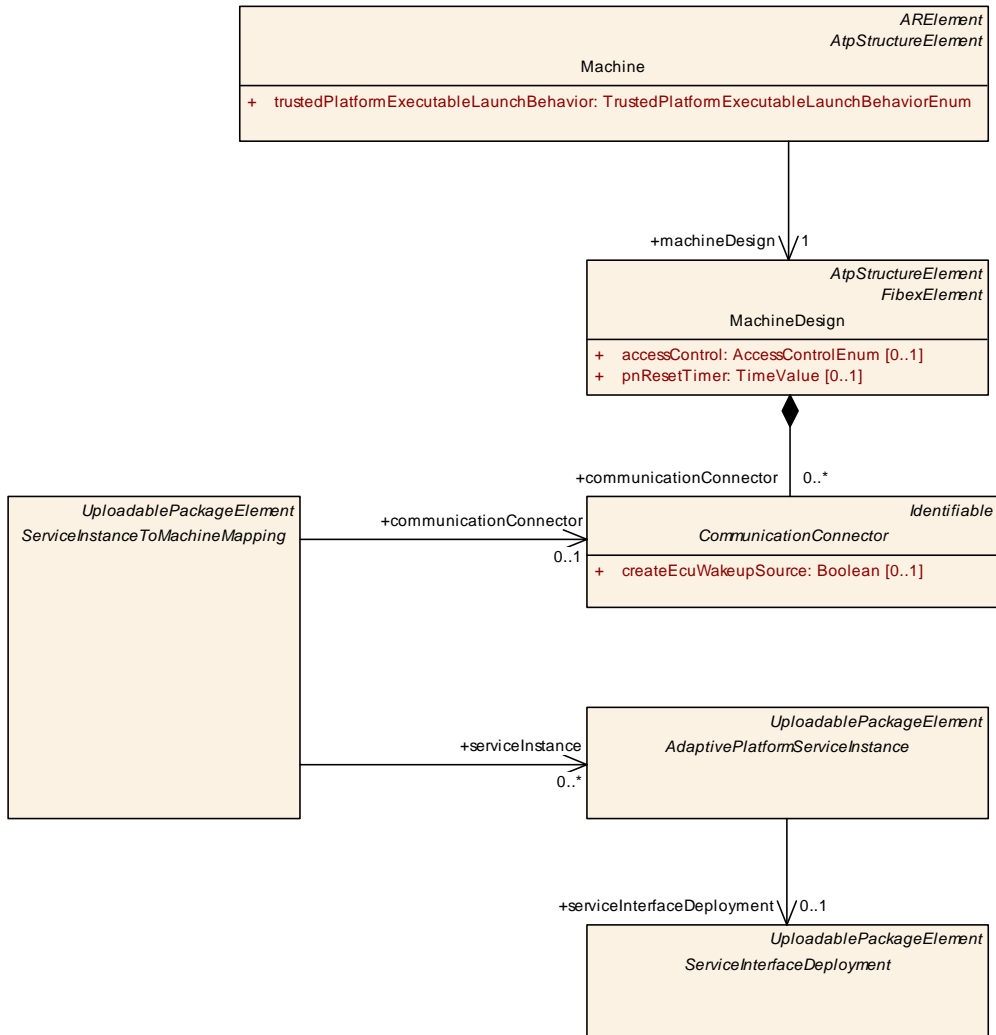 ARElement
AtpStructureElement
Machine
+ trustedPlatformExecutableLaunchBehavior: TrustedPlatformExecutableLaunchBehaviorEnum
+machineDesign 1
AtpStructureElement
FibexElement
MachineDesign
+ accessControl: AccessControlEnum [0..1]
+ pnResetTimer: TimeValue [0..1]
+communicationConnector 0..*
UploadablePackageElement
ServiceInstanceToMachineMapping
+communicationConnector
0..1
Identifiable
CommunicationConnector
+ createEcuWakeupSource: Boolean [0..1]
+serviceInstance
0..*
UploadablePackageElement
AdaptivePlatformServiceInstance
+serviceInterfaceDeployment 0..1
UploadablePackageElement
ServiceInterfaceDeployment